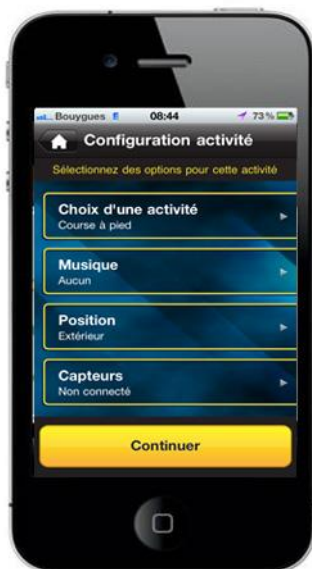 Bouygues E 08:44 73 %
Configuration activité
Sélectionnez des options pour cette activité
Choix d'une activité
Course à pied
Musique
Aucun
Position
Extérieur
Capteurs
Non connecté
Continuer